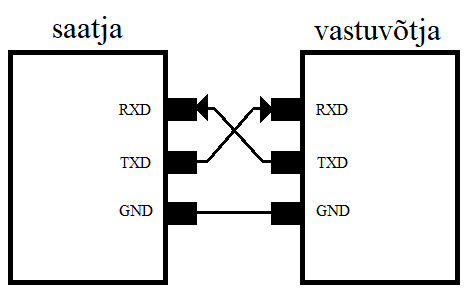 saatja
vastuvõtja
RXD
RXD
TXD
TXD
GND
GND